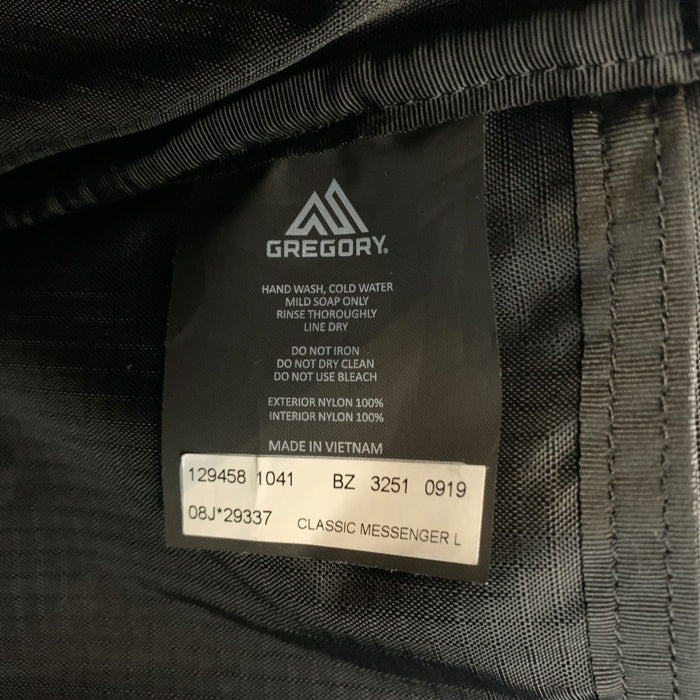 GREGORY.
HAND WASH, COLD WATER
MILD SOAP ONLY
RINSE THOROUGHLY
LINE DRY
DO NOT IRON
DO NOT DRY CLEAN
DO NOT USE BLEACH
EXTERIOR NYLON 100%
INTERIOR NYLON 100%
MADE IN VIETNAM
129458 1041 BZ 3251 0919
08J*29337 CLASSIC MESSENGER L